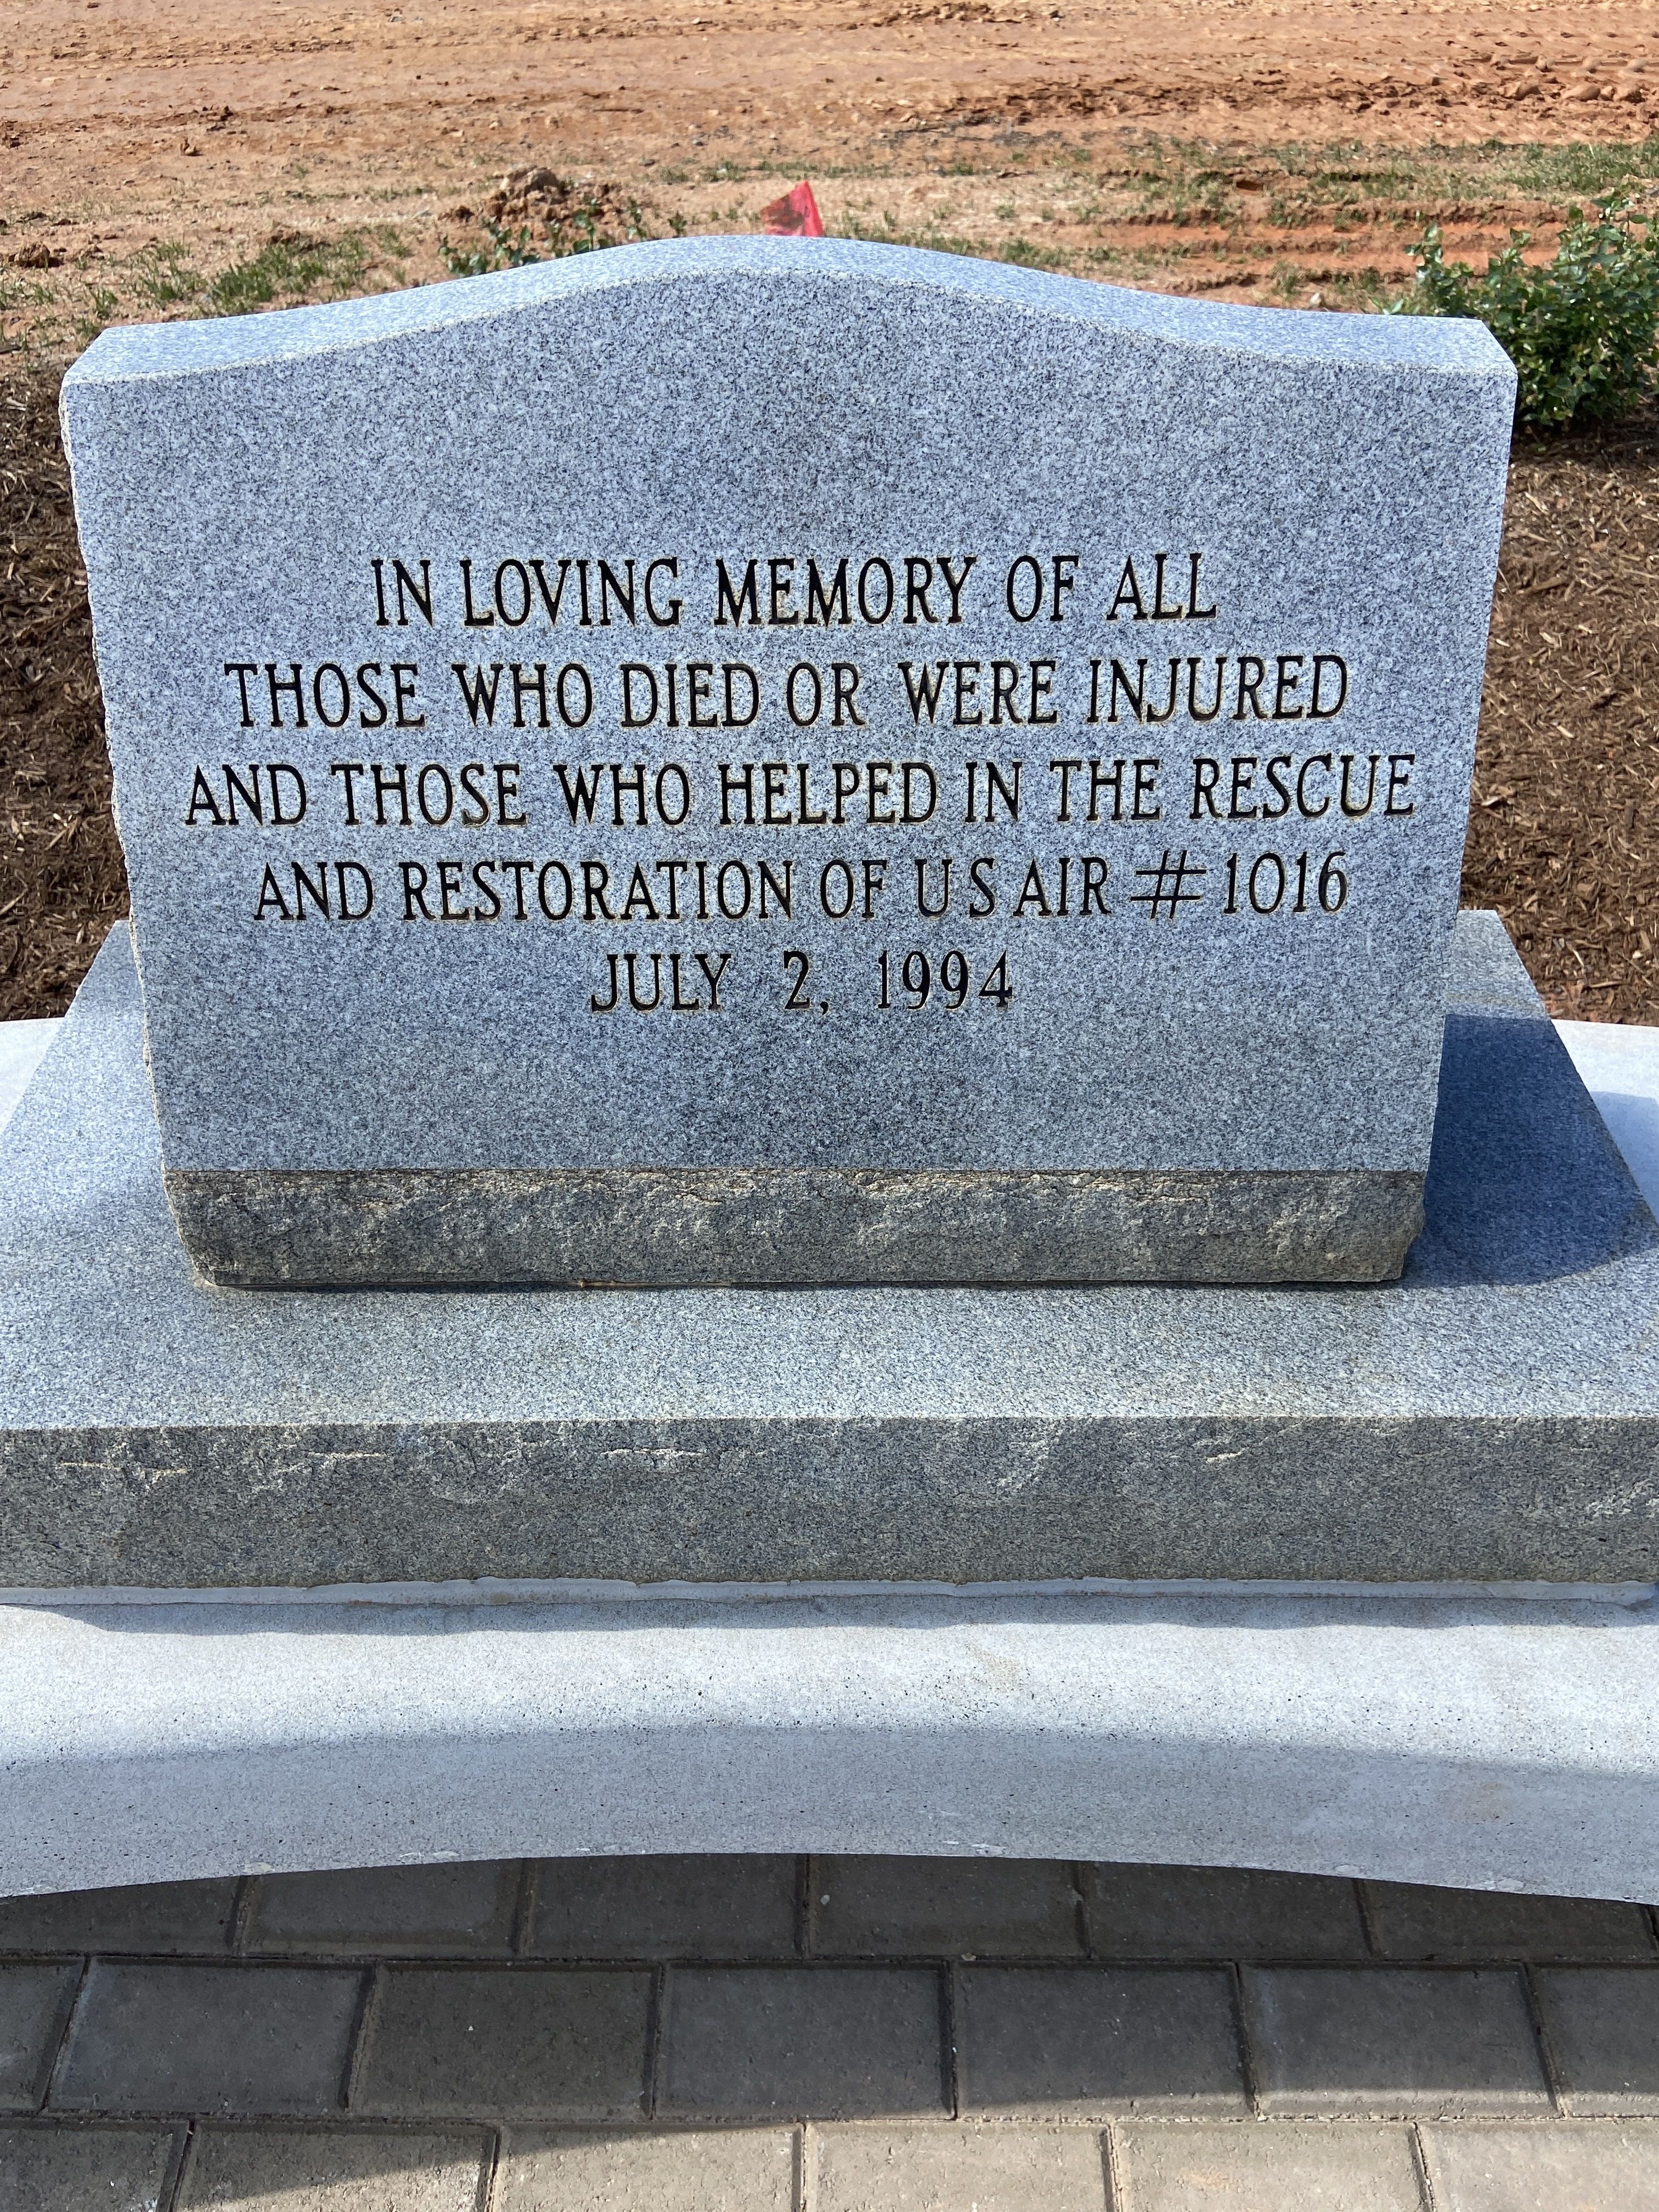 IN LOVING MEMORY OF ALL
THOSE WHO DIED OR WERE INJURED
AND THOSE WHO HELPED IN THE RESCUE
AND RESTORATION OF US AIR #1016
JULY 2, 1994